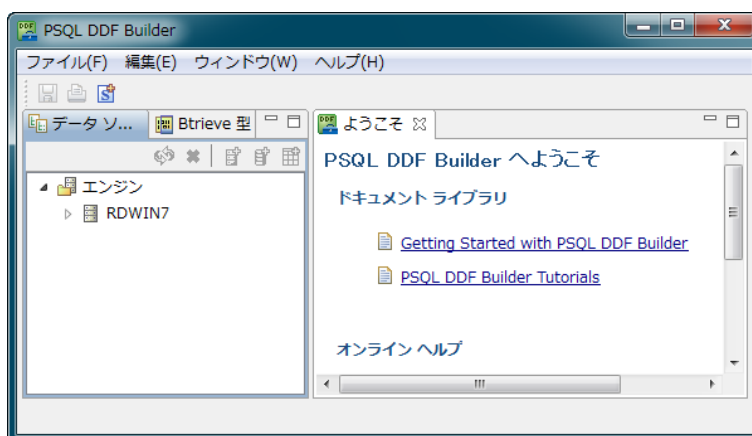 PSQL DDF Builder
ファイル(F) 編集(E) ウィンドウ(W) ヘルプ(H)
データ ソ... Btrieve 型 ようこそ
エンジン
RDWIN7
PSQL DDF Builder へようこそ
ドキュメント ライブラリ
Getting Started with PSQL DDF Builder
PSQL DDF Builder Tutorials
オンライン ヘルプ